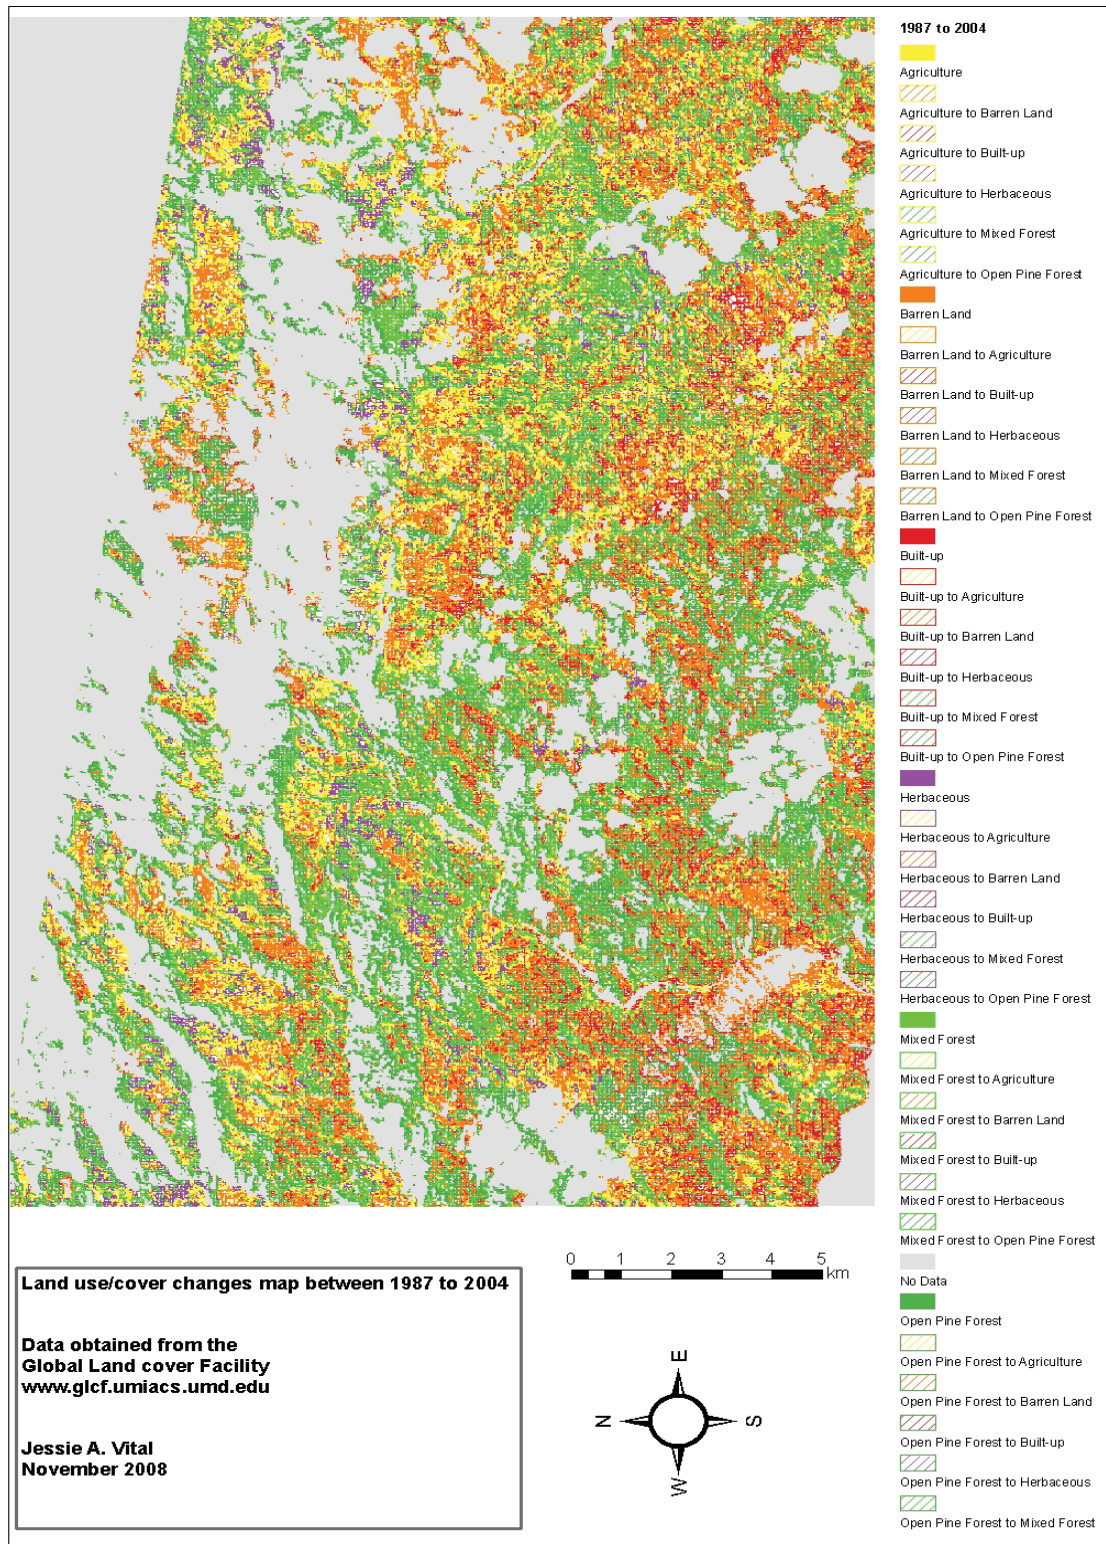 1987 to 2004
Agriculture
Agriculture to Barren Land
Agriculture to Built-up
Agriculture to Herbaceous
Agriculture to Mixed Forest
Agriculture to Open Pine Forest
Barren Land
Barren Land to Agriculture
Barren Land to Built-up
Barren Land to Herbaceous
Barren Land to Mixed Forest
Barren Land to Open Pine Forest
Built-up
Built-up to Agriculture
Built-up to Barren Land
Built-up to Herbaceous
Built-up to Mixed Forest
Built-up to Open Pine Forest
Herbaceous
Herbaceous to Agriculture
Herbaceous to Barren Land
Herbaceous to Built-up
Herbaceous to Mixed Forest
Herbaceous to Open Pine Forest
Mixed Forest
Mixed Forest to Agriculture
Mixed Forest to Barren Land
Mixed Forest to Built-up
Mixed Forest to Herbaceous
Mixed Forest to Open Pine Forest
No Data
Open Pine Forest
Open Pine Forest to Agriculture
Open Pine Forest to Barren Land
Open Pine Forest to Built-up
Open Pine Forest to Herbaceous
Open Pine Forest to Mixed Forest
Land use/cover changes map between 1987 to 2004
Data obtained from the
Global Land cover Facility
www.glcf.umiacs.umd.edu
Jessie A. Vital
November 2008
0 1 2 3 4 5
km
E
N S
W